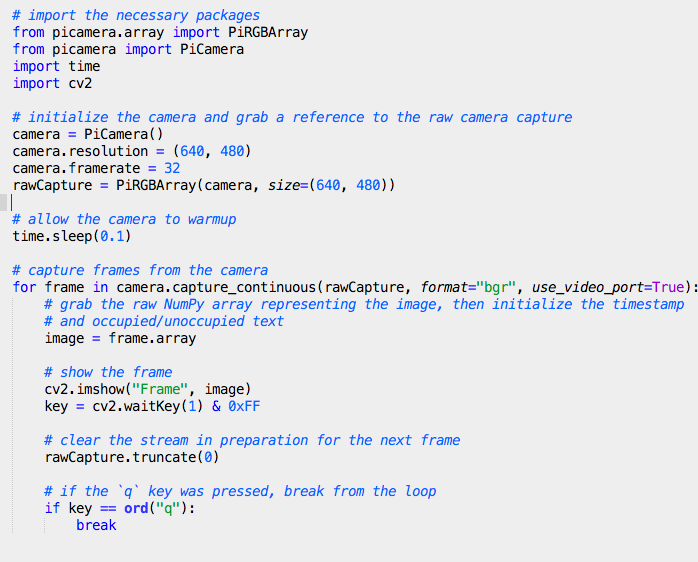 # import the necessary packages
from picamera.array import PiRGBArray
from picamera import PiCamera
import time
import cv2

# initialize the camera and grab a reference to the raw camera capture
camera = PiCamera()
camera.resolution = (640, 480)
camera.framerate = 32
rawCapture = PiRGBArray(camera, size=(640, 480))

# allow the camera to warmup
time.sleep(0.1)

# capture frames from the camera
for frame in camera.capture_continuous(rawCapture, format="bgr", use_video_port=True):
    # grab the raw NumPy array representing the image, then initialize the timestamp
    # and occupied/unoccupied text
    image = frame.array

    # show the frame
    cv2.imshow("Frame", image)
    key = cv2.waitKey(1) & 0xFF

    # clear the stream in preparation for the next frame
    rawCapture.truncate(0)

    # if the `q` key was pressed, break from the loop
    if key == ord("q"):
        break